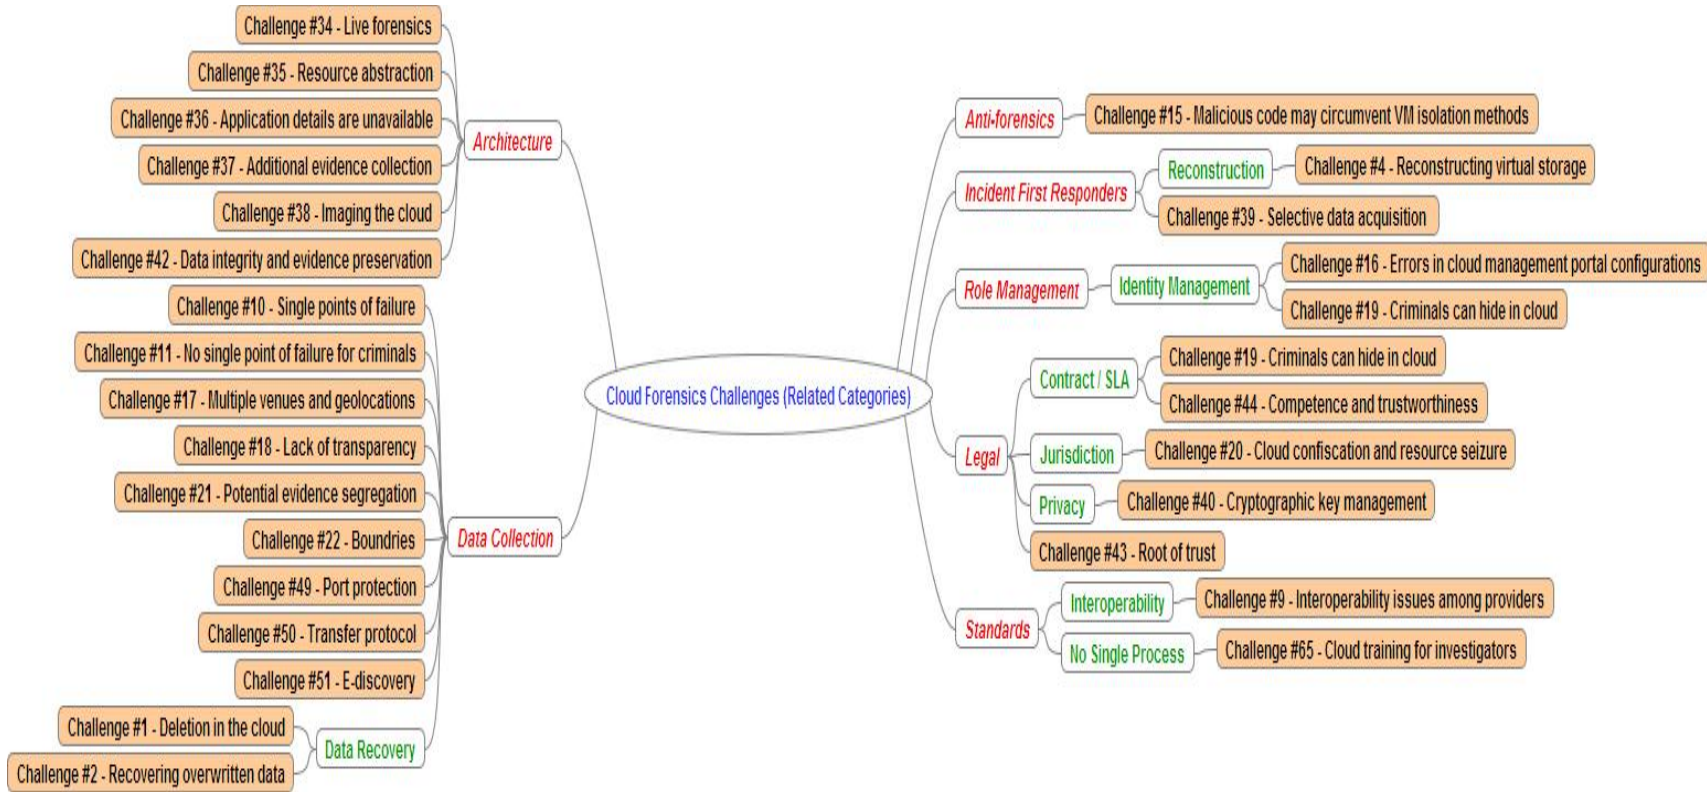 Challenge #34 - Live forensics
Challenge #35 - Resource abstraction
Challenge #36 - Application details are unavailable
Challenge #37 - Additional evidence collection
Challenge #38 - Imaging the cloud
Challenge #42 - Data integrity and evidence preservation
Architecture
Challenge #10 - Single points of failure
Challenge #11 - No single point of failure for criminals
Challenge #17 - Multiple venues and geolocations
Challenge #18 - Lack of transparency
Challenge #21 - Potential evidence segregation
Challenge #22 - Boundries
Challenge #49 - Port protection
Challenge #50 - Transfer protocol
Challenge #51 - E-discovery
Data Collection
Challenge #1 - Deletion in the cloud
Challenge #2 - Recovering overwritten data
Data Recovery
Cloud Forensics Challenges (Related Categories)
Anti-forensics
Challenge #15 - Malicious code may circumvent VM isolation methods
Incident First Responders
Reconstruction
Challenge #4 - Reconstructing virtual storage
Challenge #39 - Selective data acquisition
Role Management
Identity Management
Challenge #16 - Errors in cloud management portal configurations
Challenge #19 - Criminals can hide in cloud
Legal
Contract / SLA
Challenge #19 - Criminals can hide in cloud
Challenge #44 - Competence and trustworthiness
Jurisdiction
Challenge #20 - Cloud confiscation and resource seizure
Privacy
Challenge #40 - Cryptographic key management
Challenge #43 - Root of trust
Standards
Interoperability
Challenge #9 - Interoperability issues among providers
No Single Process
Challenge #65 - Cloud training for investigators